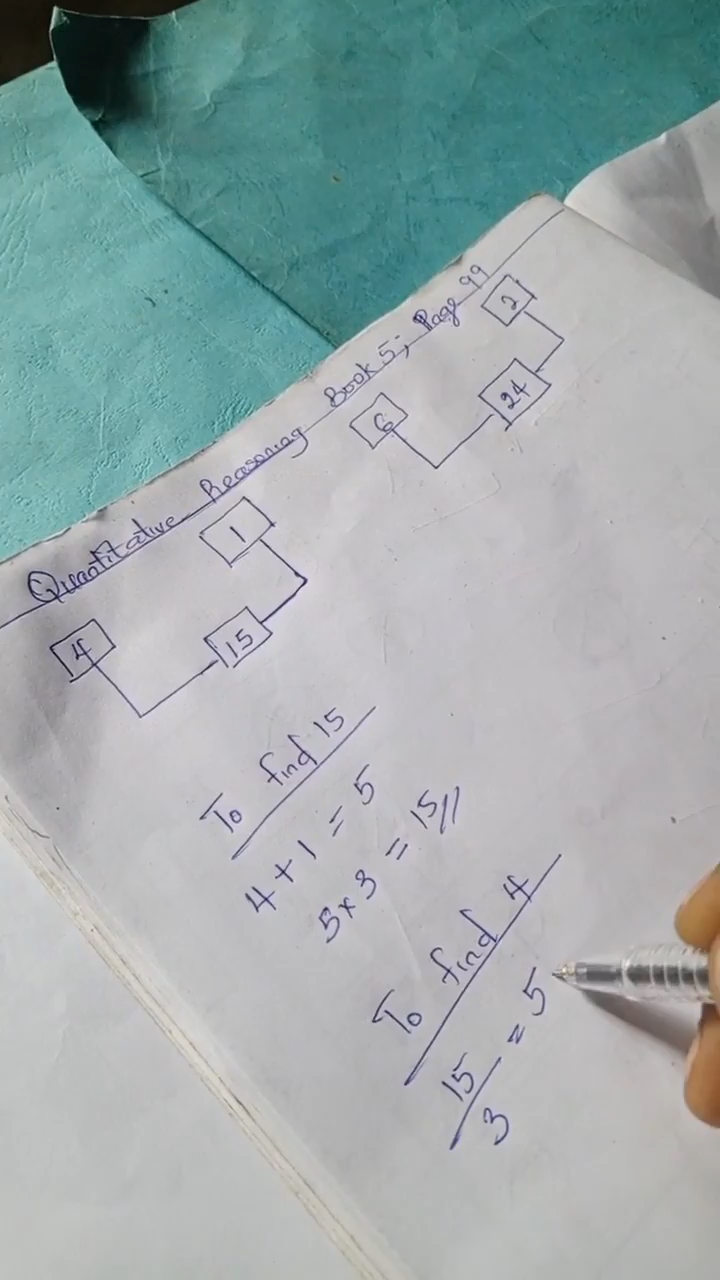 Quantitative Reasoning Book 5; Page 99
4
1
15
6
2
24
To find 15
4 + 1 = 5
5 x 3 = 15//
To find 4
15/3 = 5